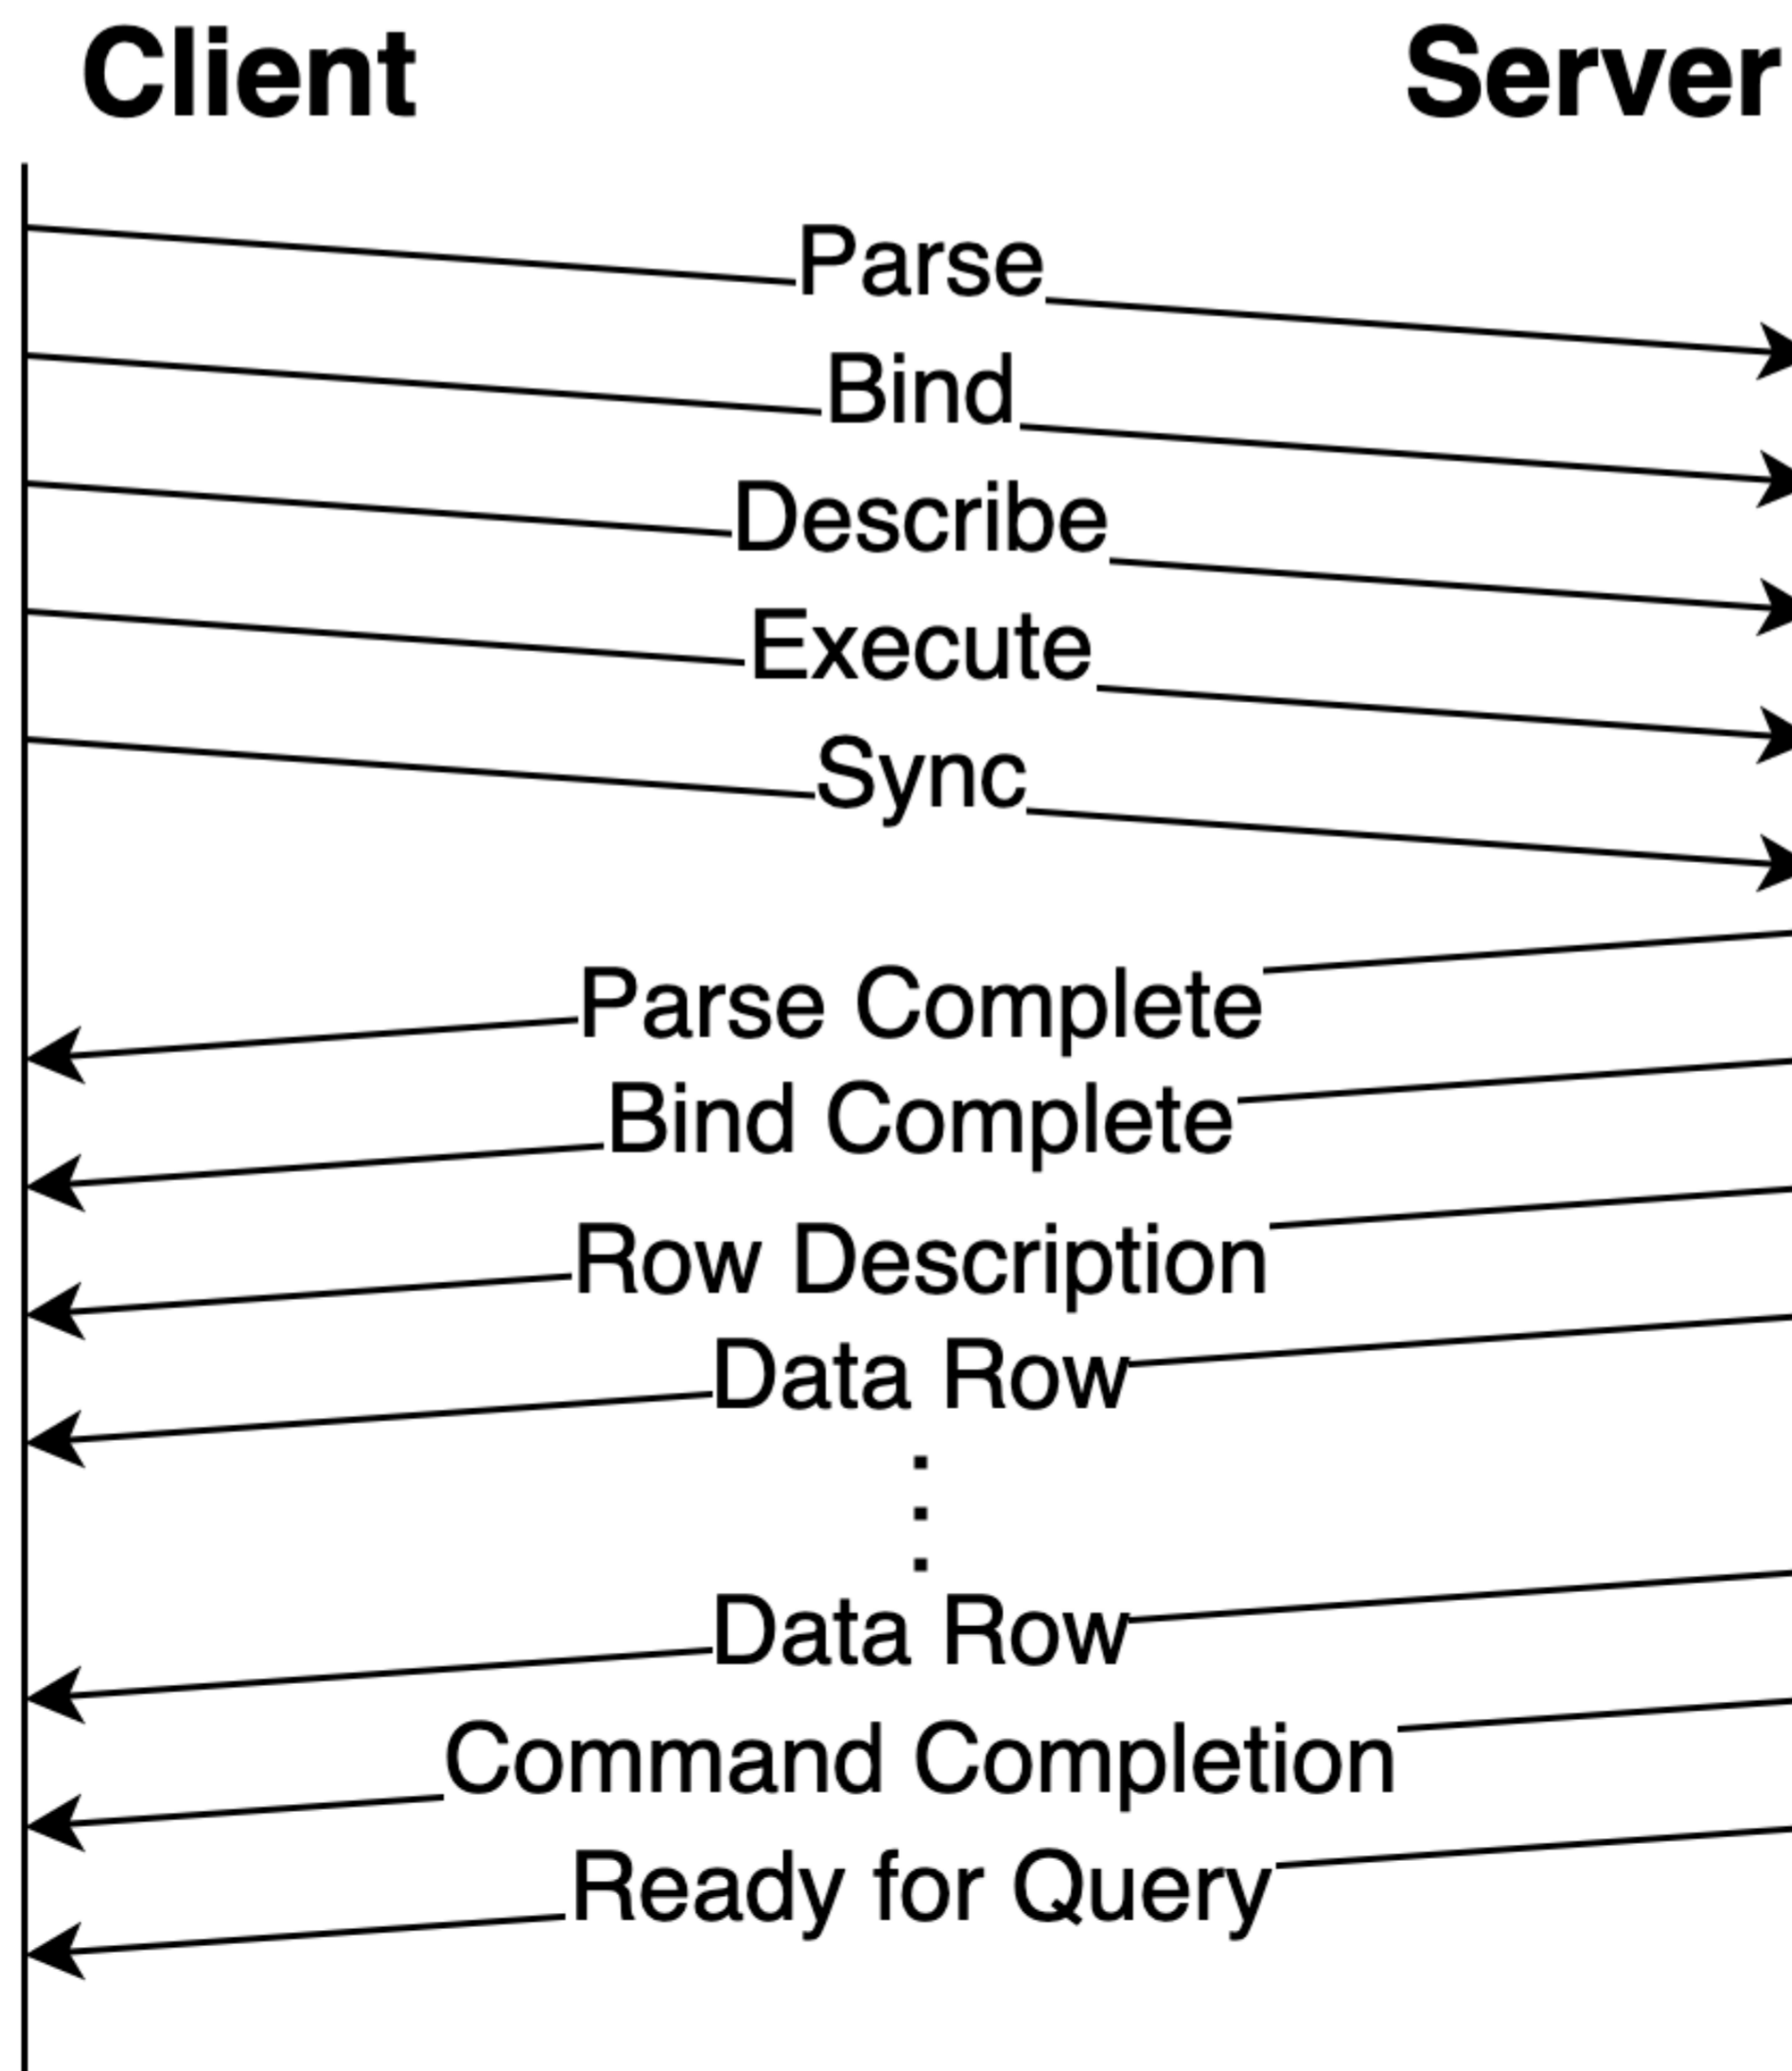 Client
Server
Parse
Bind
Describe
Execute
Sync
Parse Complete
Bind Complete
Row Description
Data Row
.
.
.
Data Row
Command Completion
Ready for Query